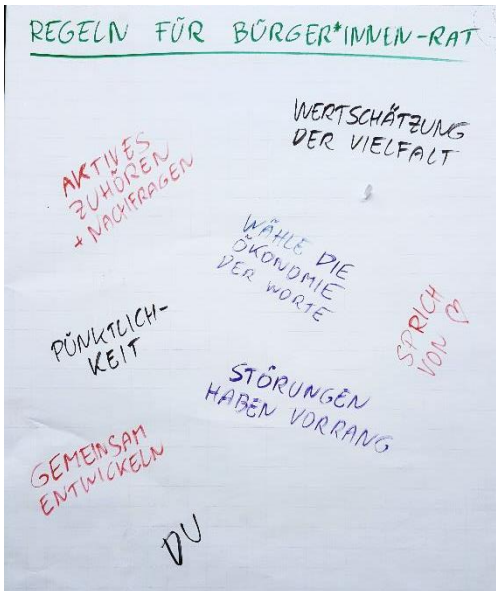 REGELN FÜR BÜRGER*INNEN-RAT
WERTSCHÄTZUNG
DER VIELFALT
AKTIVES
ZUHÖREN
+ NACHFRAGEN
WÄHLE DIE
ÖKONOMIE
DER WORTE
SPRICH
VON ♡
PÜNKTLICH-
KEIT
STÖRUNGEN
HABEN VORRANG
GEMEINSAM
ENTWICKELN
DU